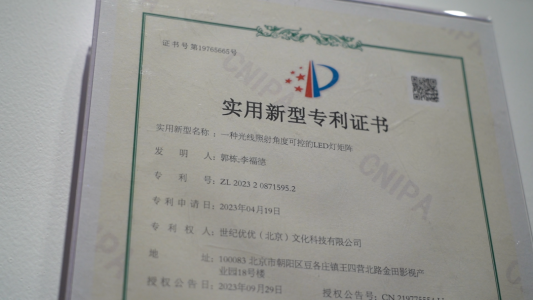 证书号第19765665号
CNIPA
实用新型专利证书
实用新型名称：一种光线照射角度可控的LED灯矩阵
发明人：郭栋;李福德
CNIPA
专利号：ZL 2023 2 0871595.2
专利申请日：2023年04月19日
专利权人：世纪优优（北京）文化科技有限公司
地址：100083 北京市朝阳区豆各庄镇王四营北路金田影视产
业园18号楼
授权公告日：2023年09月29日 授权公告号：CN